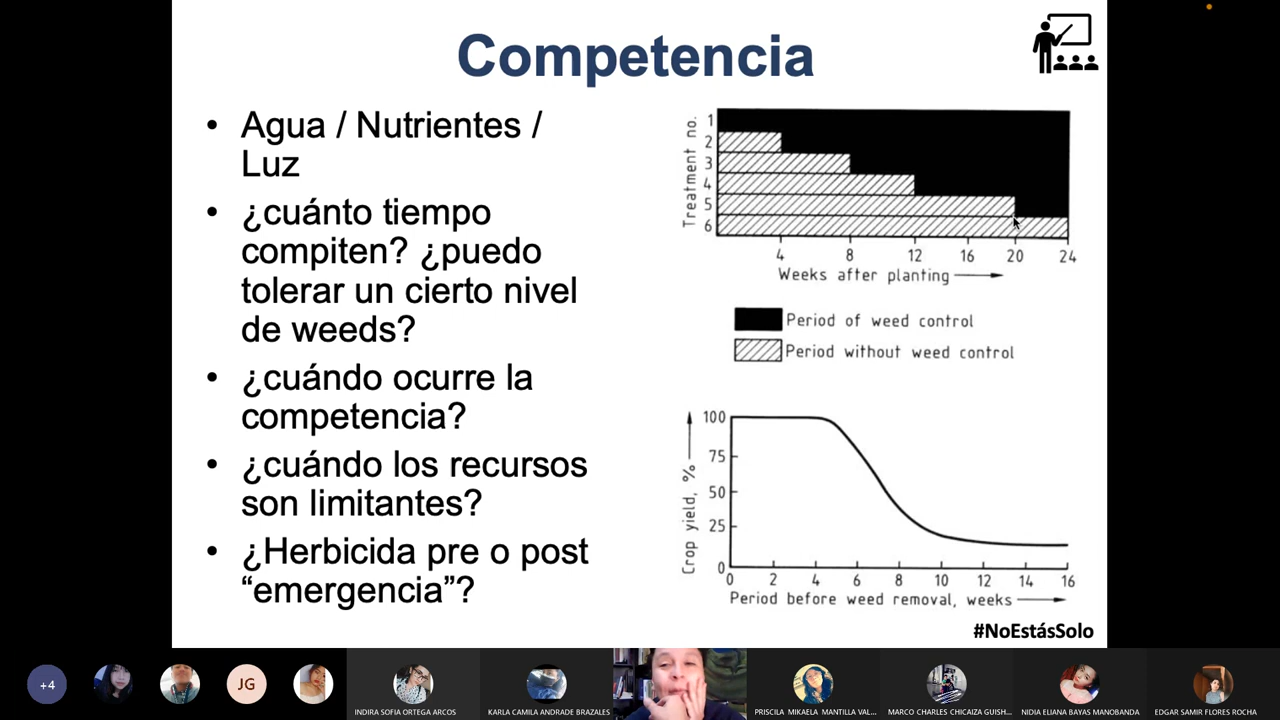 Competencia
• Agua / Nutrientes /
Luz
• ¿cuánto tiempo
compiten? ¿puedo
tolerar un cierto nivel
de weeds?
• ¿cuándo ocurre la
competencia?
• ¿cuándo los recursos
son limitantes?
• ¿Herbicida pre o post
“emergencia”?
Treatment no.
1
2
3
4
5
6
4 8 12 16 20 24
Weeks after planting
Period of weed control
Period without weed control
Crop yield, %
100
75
50
25
0
0 2 4 6 8 10 12 14 16
Period before weed removal, weeks
#NoEstásSolo
+4
JG
INDIRA SOFIA ORTEGA ARCOS
KARLA CAMILA ANDRADE BRAZALES
PRISCILA MIKAELA MANTILLA VAL...
MARCO CHARLES CHICAIZA GUISH...
NIDIA ELIANA BAYAS MANOBANDA
EDGAR SAMIR FLORES ROCHA